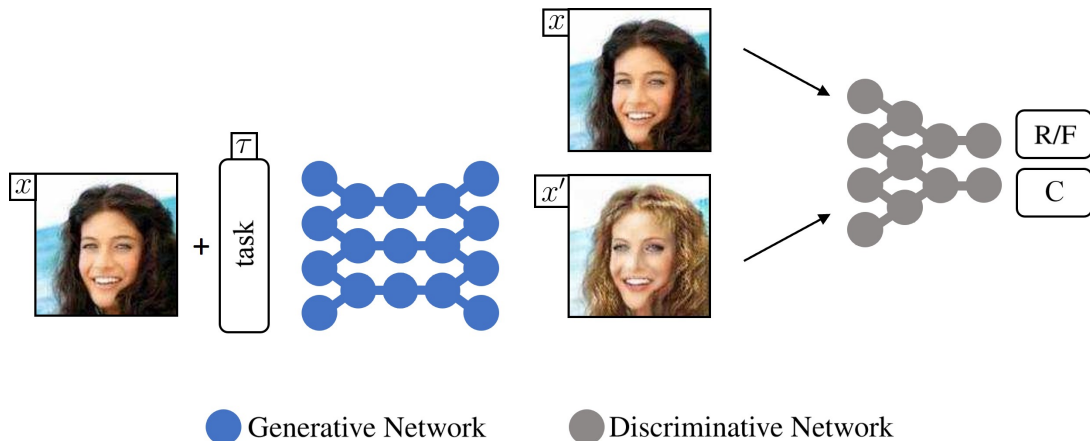 x
τ
x
+
task
x
x′
R/F
C
Generative Network
Discriminative Network